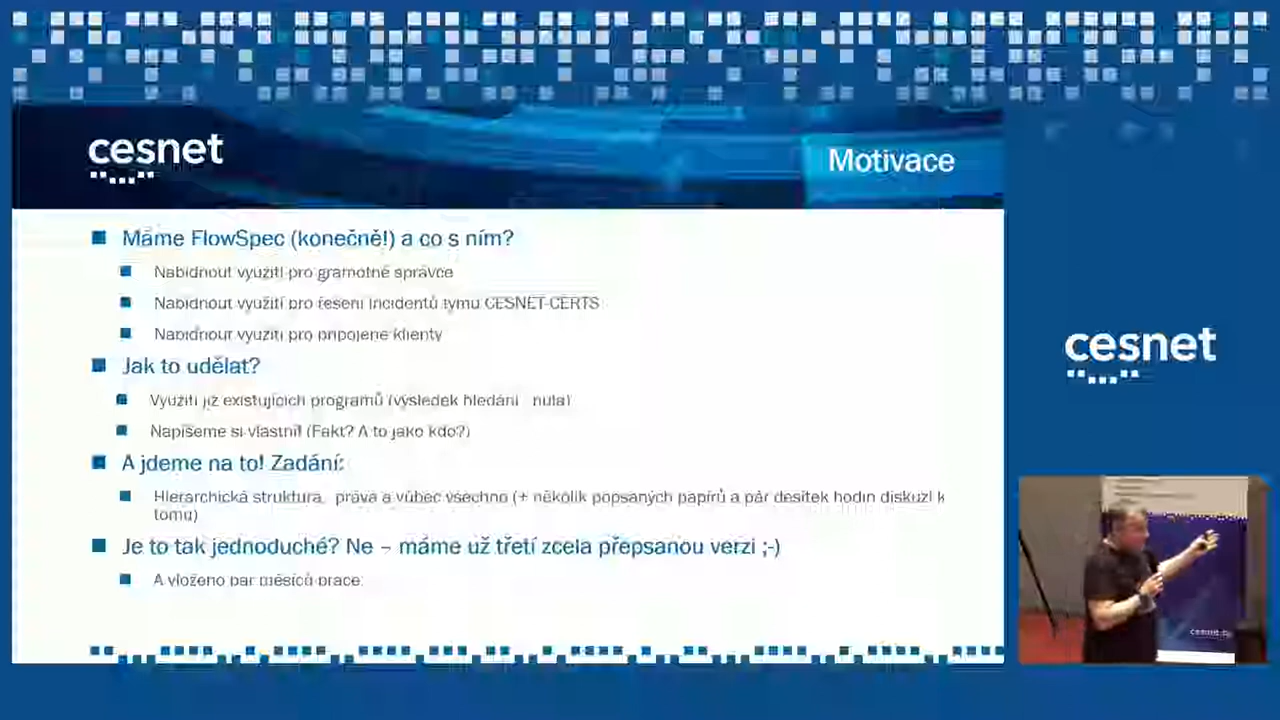 cesnet
Motivace
Máme FlowSpec (konečně!) a co s ním?
Nabídnout využití pro gramotné správce
Nabídnout využití pro řešení incidentů týmu CESNET-CERTS
Nabídnout využití pro připojené klienty
Jak to udělat?
Využití již existujících programů (výsledek hledání - nula)
Napíšeme si vlastní! (Fakt? A to jako kdo?)
A jdeme na to! Zadání:
Hierarchická struktura, práva a vůbec všechno (+ několik popsaných papírů a pár desítek hodin diskuzí k
tomu)
Je to tak jednoduché? Ne – máme už třetí zcela přepsanou verzi ;-)
A vloženo pár měsíců práce.
cesnet